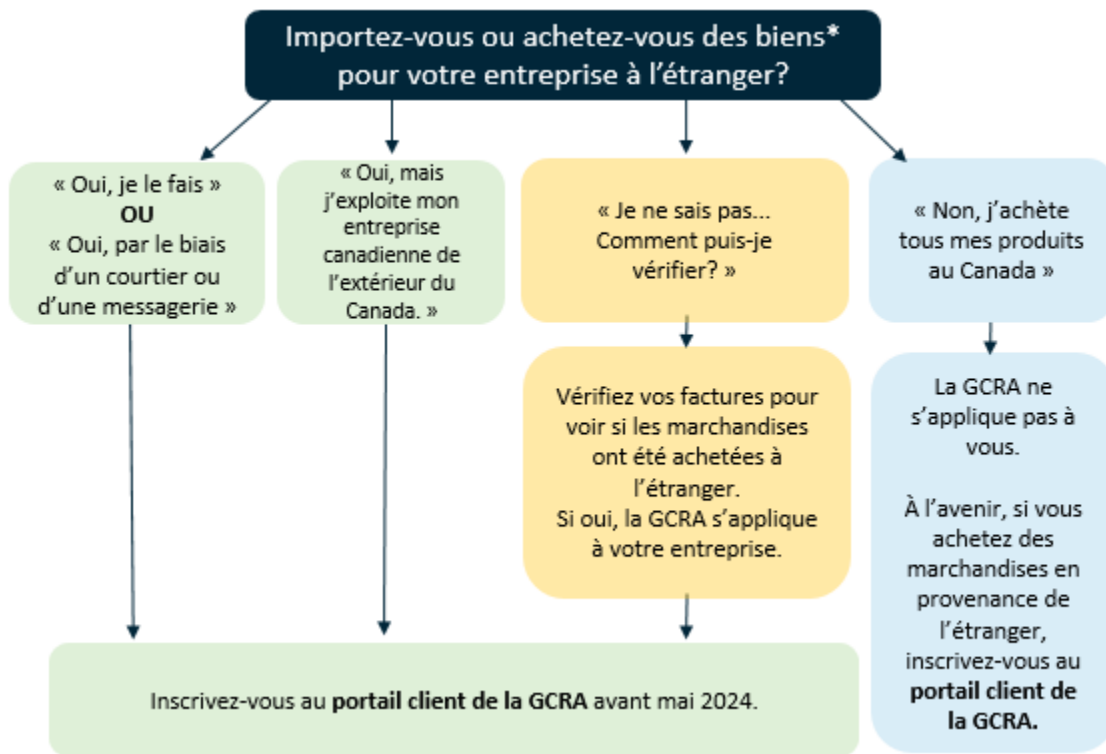 Importez-vous ou achetez-vous des biens*
pour votre entreprise à l’étranger?
« Oui, je le fais »
OU
« Oui, par le biais
d’un courtier ou
d’une messagerie »
« Oui, mais
j’exploite mon
entreprise
canadienne de
l’extérieur du
Canada. »
« Je ne sais pas...
Comment puis-je
vérifier? »
« Non, j’achète
tous mes produits
au Canada »
Vérifiez vos factures pour
voir si les marchandises
ont été achetées à
l’étranger.
Si oui, la GCRA s’applique
à votre entreprise.
La GCRA ne
s’applique pas à
vous.
À l’avenir, si vous
achetez des
marchandises en
provenance de
l’étranger,
inscrivez-vous au
portail client de
la GCRA.
Inscrivez-vous au portail client de la GCRA avant mai 2024.